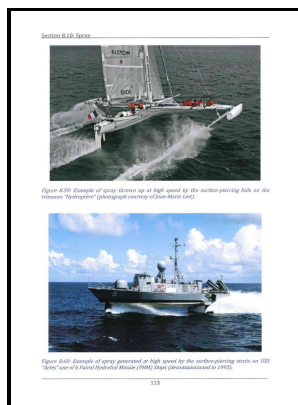 Section 8.10: Spray
Figure 8.59: Example of spray thrown up at high speed by the surface-piercing foils on the
trimaran "Hydroptère" (photograph courtesy of Jean-Marie Liot).
5
Figure 8.60: Example of spray generated at high speed by the surface-piercing struts on USS
"Aries" one of 6 Patrol Hydrofoil Missile (PHM) Ships (decommissioned in 1993).
113